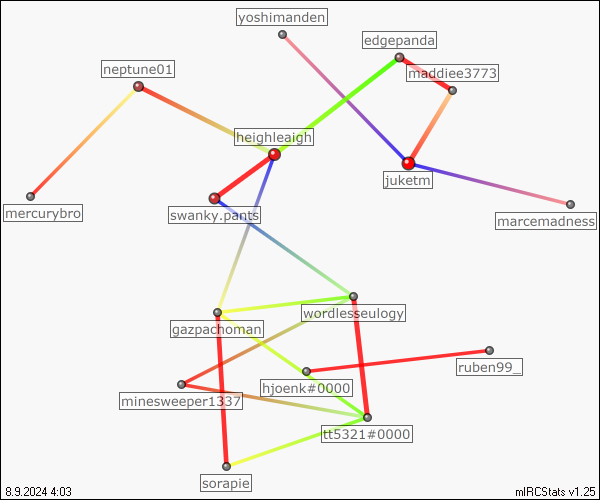 yoshimanden
edgepanda
neptune01
maddiee3773
heighleaigh
juketm
mercurybro
swanky.pants
marcemadness
wordlesseulogy
gazpachoman
ruben99_
hjoenk#0000
minesweeper1337
tt5321#0000
sorapie
8.9.2024 4:03
mIRCStats v1.25